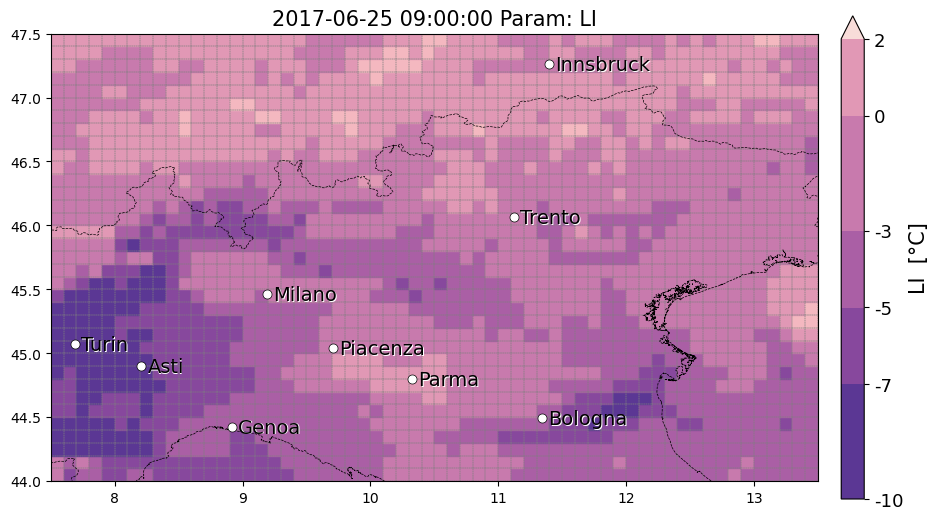 2017-06-25 09:00:00 Param: LI
47.5
47.0
46.5
46.0
45.5
45.0
44.5
44.0
8
9
10
11
12
13
Innsbruck
Trento
Milano
Turin
Piacenza
Asti
Parma
Genoa
Bologna
2
0
-3
-5
-7
-10
LI [°C]